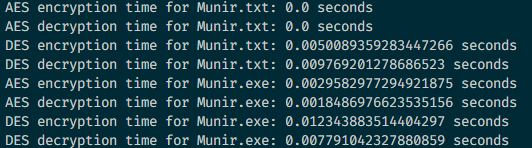 AES encryption time for Munir.txt: 0.0 seconds
AES decryption time for Munir.txt: 0.0 seconds
DES encryption time for Munir.txt: 0.0050089359283447266 seconds
DES decryption time for Munir.txt: 0.009769201278686523 seconds
AES encryption time for Munir.exe: 0.0029582977294921875 seconds
AES decryption time for Munir.exe: 0.0018486976623535156 seconds
DES encryption time for Munir.exe: 0.012343883514404297 seconds
DES decryption time for Munir.exe: 0.007791042327880859 seconds